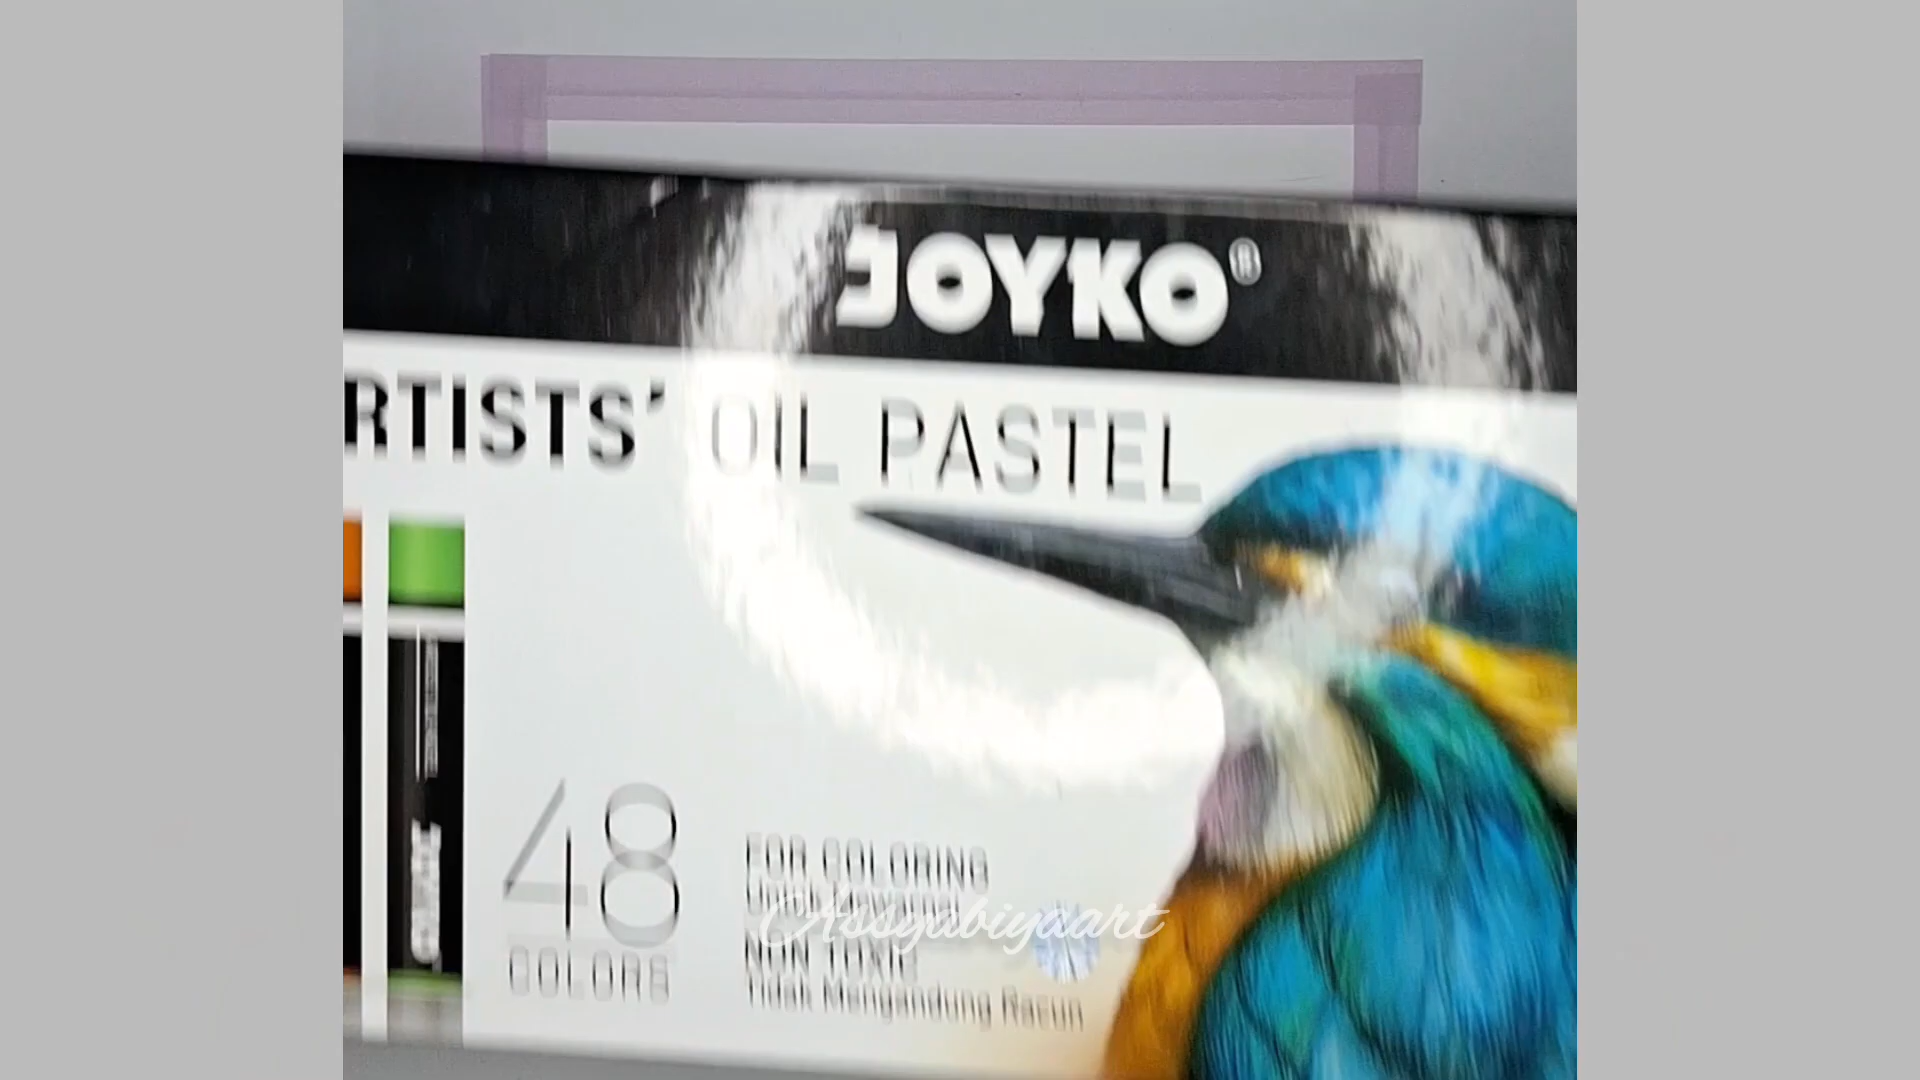 JOYKO®
RTISTS' OIL PASTEL
48
COLORS
FOR COLORING
Untuk Mewarnai
Assyabiyaart
NON TOXIC
Tidak Mengandung Racun